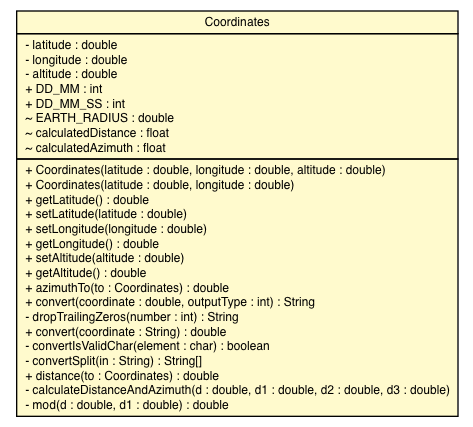 Coordinates
- latitude : double
- longitude : double
- altitude : double
+ DD_MM : int
+ DD_MM_SS : int
~ EARTH_RADIUS : double
~ calculatedDistance : float
~ calculatedAzimuth : float
+ Coordinates(latitude : double, longitude : double, altitude : double)
+ Coordinates(latitude : double, longitude : double)
+ getLatitude() : double
+ setLatitude(latitude : double)
+ setLongitude(longitude : double)
+ getLongitude() : double
+ setAltitude(altitude : double)
+ getAltitude() : double
+ azimuthTo(to : Coordinates) : double
+ convert(coordinate : double, outputType : int) : String
- dropTrailingZeros(number : int) : String
+ convert(coordinate : String) : double
- convertIsValidChar(element : char) : boolean
- convertSplit(in : String) : String[]
+ distance(to : Coordinates) : double
- calculateDistanceAndAzimuth(d : double, d1 : double, d2 : double, d3 : double)
- mod(d : double, d1 : double) : double